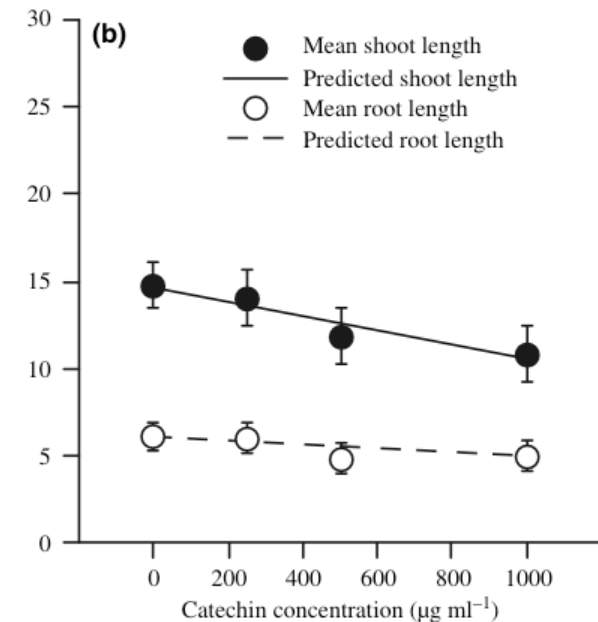 (b)
Mean shoot length
Predicted shoot length
Mean root length
Predicted root length
30
25
20
15
10
5
0
0 200 400 600 800 1000
Catechin concentration (µg ml⁻¹)